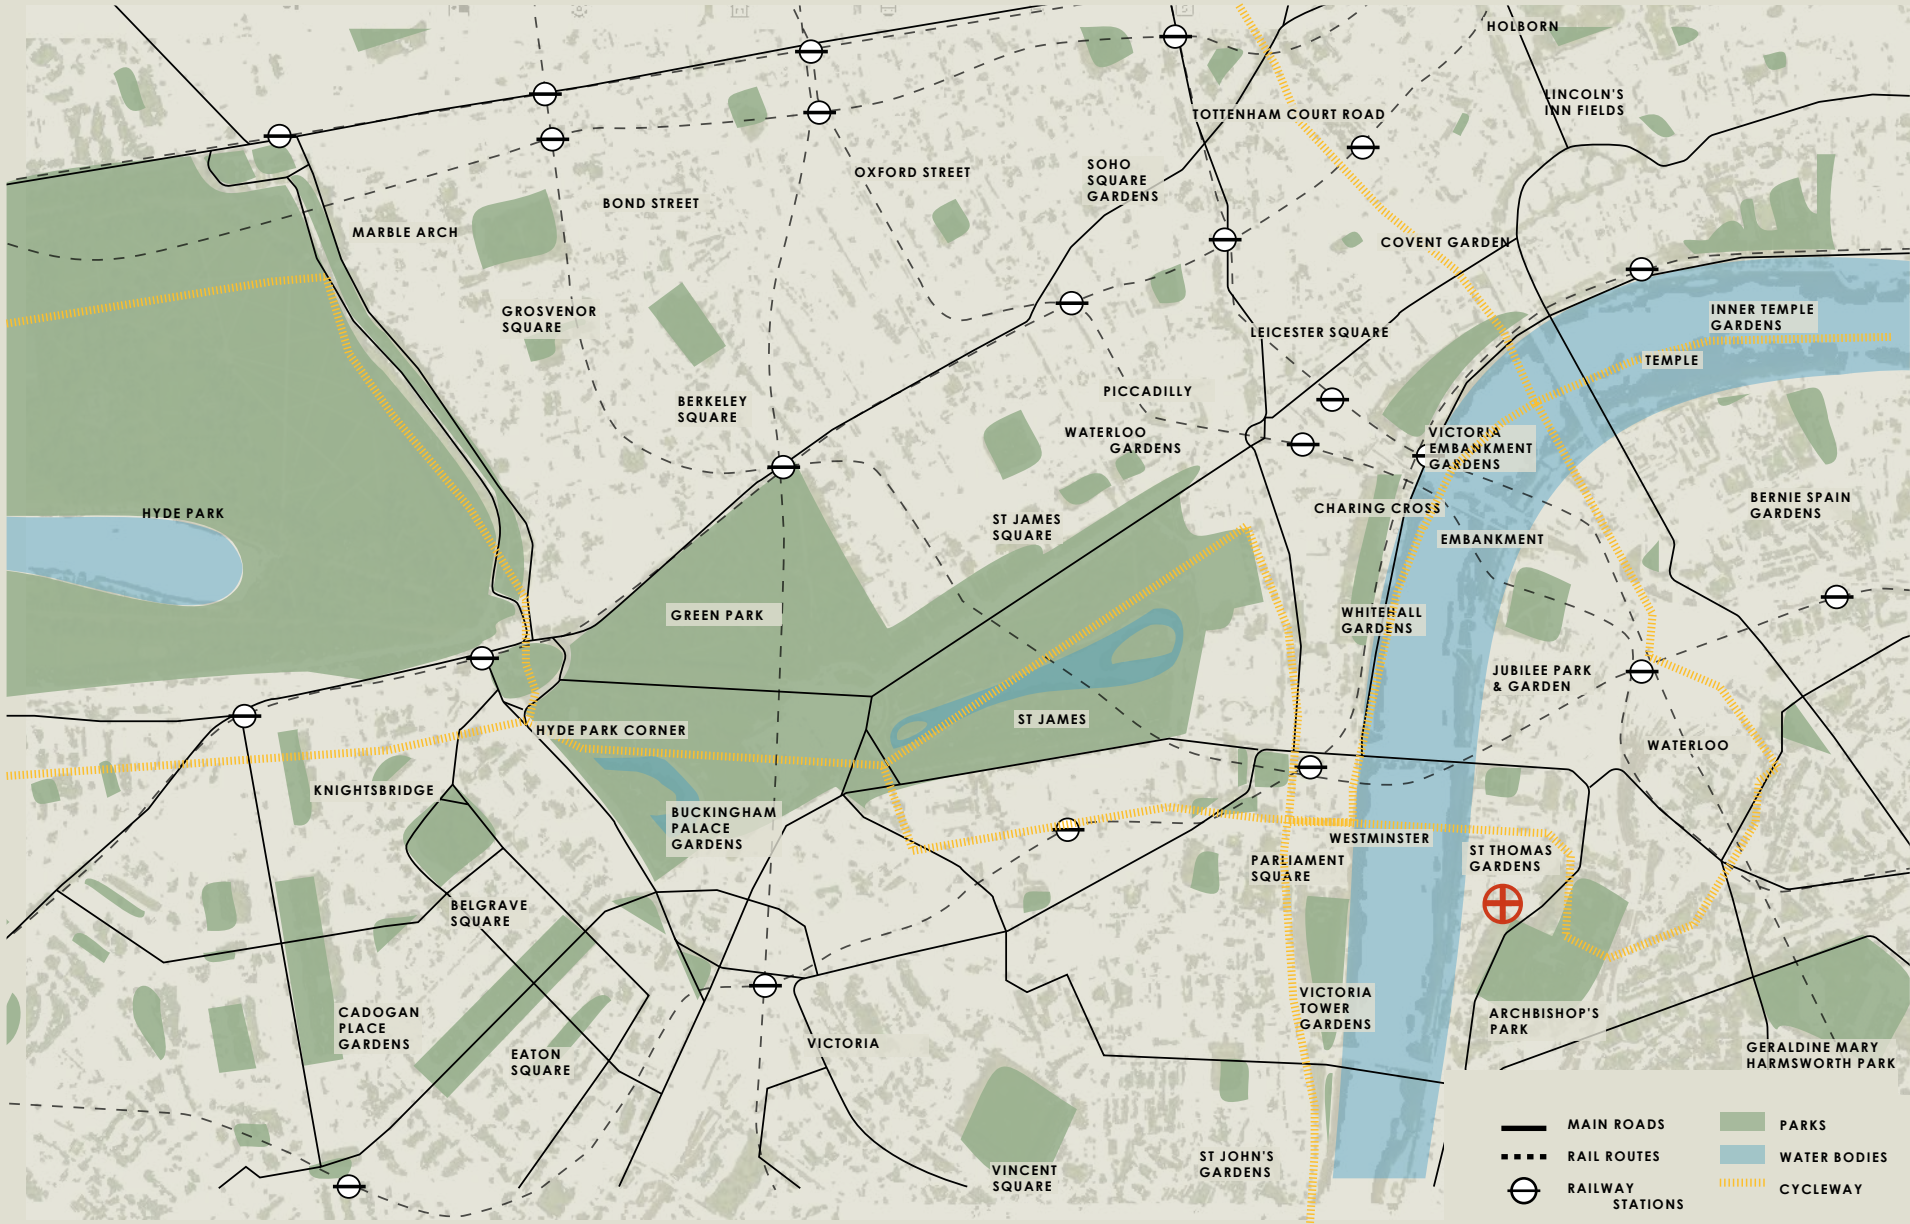 HOLBORN
LINCOLN'S
INN FIELDS
TOTTENHAM COURT ROAD
SOHO
SQUARE
GARDENS
OXFORD STREET
BOND STREET
MARBLE ARCH
COVENT GARDEN
GROSVENOR
SQUARE
INNER TEMPLE
GARDENS
LEICESTER SQUARE
TEMPLE
PICCADILLY
BERKELEY
SQUARE
WATERLOO
GARDENS
VICTORIA
EMBANKMENT
GARDENS
HYDE PARK
ST JAMES
SQUARE
CHARING CROSS
BERNIE SPAIN
GARDENS
EMBANKMENT
GREEN PARK
WHITEHALL
GARDENS
JUBILEE PARK
& GARDEN
ST JAMES
HYDE PARK CORNER
WATERLOO
KNIGHTSBRIDGE
BUCKINGHAM
PALACE
GARDENS
WESTMINSTER
PARLIAMENT
SQUARE
ST THOMAS
GARDENS
BELGRAVE
SQUARE
CADOGAN
PLACE
GARDENS
VICTORIA
TOWER
GARDENS
ARCHBISHOP'S
PARK
EATON
SQUARE
VICTORIA
GERALDINE MARY
HARMSWORTH PARK
VINCENT
SQUARE
ST JOHN'S
GARDENS
MAIN ROADS
RAIL ROUTES
RAILWAY
STATIONS
PARKS
WATER BODIES
CYCLEWAY